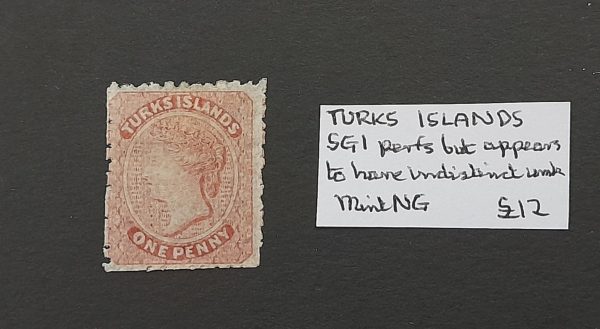 TURKS ISLANDS
ONE PENNY
TURKS ISLANDS
SG1 perfs but appears
to have indistinct wmk
Mint NG £12